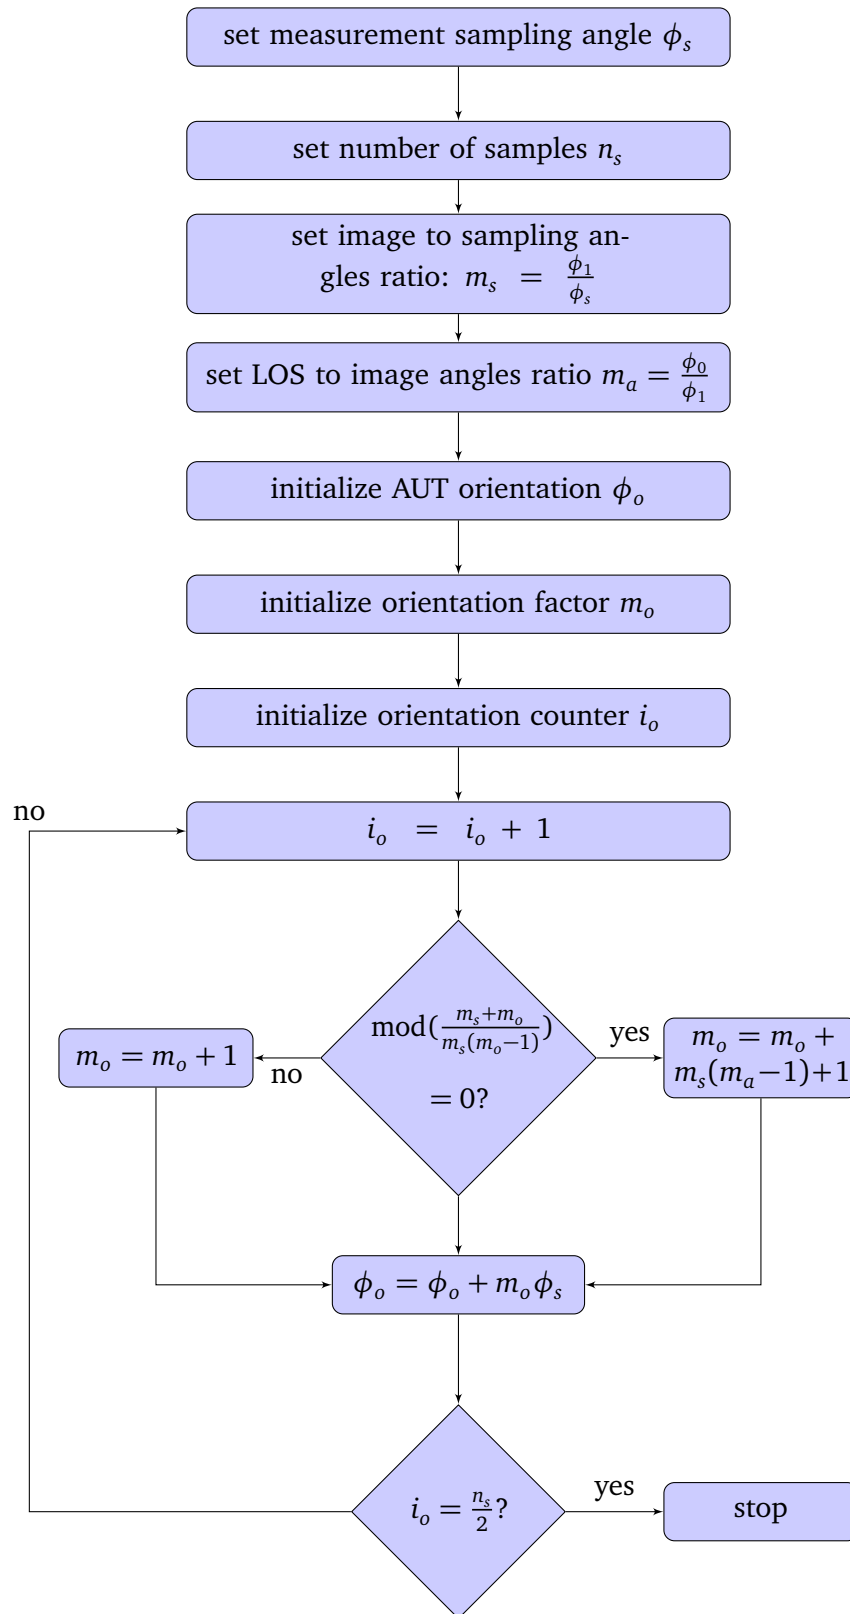 set measurement sampling angle ϕ_s
set number of samples n_s
set image to sampling an-
gles ratio: m_s = ϕ_1/ϕ_s
set LOS to image angles ratio m_a = ϕ_0/ϕ_1
initialize AUT orientation ϕ_o
initialize orientation factor m_o
initialize orientation counter i_o
no
i_o = i_o + 1
mod((m_s+m_o)/(m_s(m_o−1)))
= 0?
no
m_o = m_o + 1
yes
m_o = m_o +
m_s(m_a−1)+1
ϕ_o = ϕ_o + m_oϕ_s
i_o = n_s/2?
yes
stop